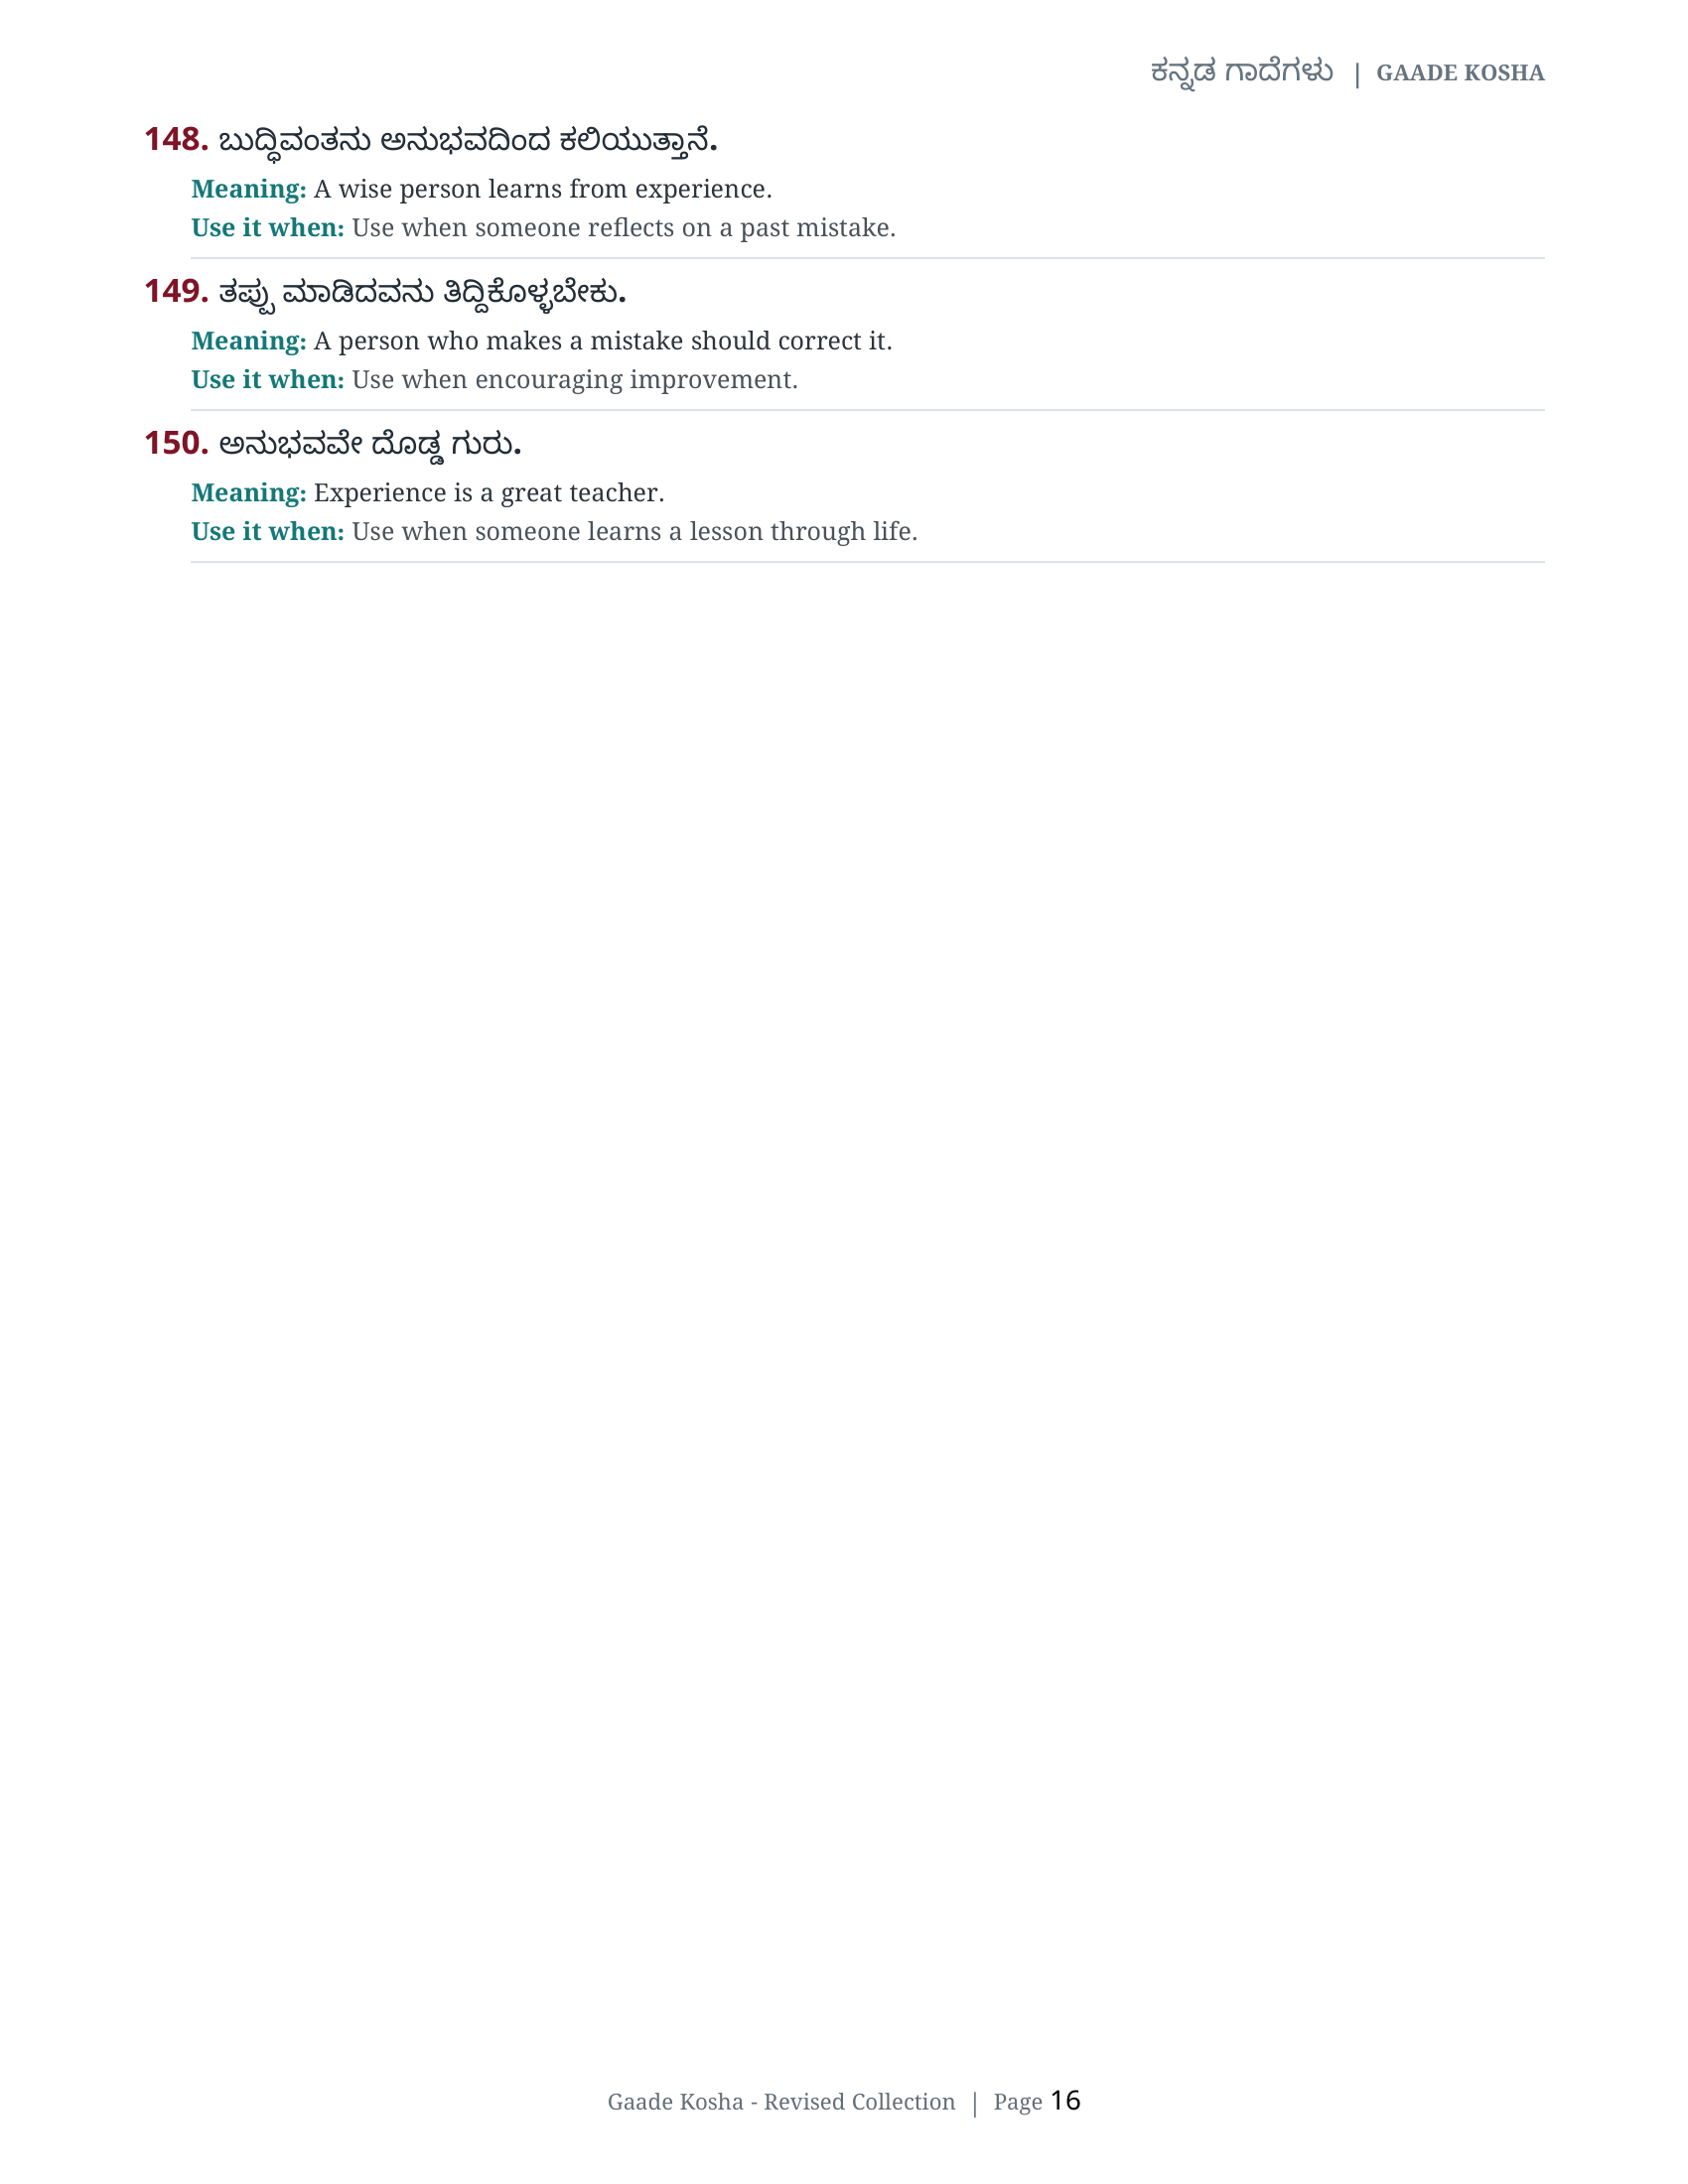 ಕನ್ನಡ ಗಾದೆಗಳು | GAADE KOSHA
148. ಬುದ್ಧಿವಂತನು ಅನುಭವದಿಂದ ಕಲಿಯುತ್ತಾನೆ.
Meaning: A wise person learns from experience.
Use it when: Use when someone reflects on a past mistake.
149. ತಪ್ಪು ಮಾಡಿದವನು ತಿದ್ದಿಕೊಳ್ಳಬೇಕು.
Meaning: A person who makes a mistake should correct it.
Use it when: Use when encouraging improvement.
150. ಅನುಭವವೇ ದೊಡ್ಡ ಗುರು.
Meaning: Experience is a great teacher.
Use it when: Use when someone learns a lesson through life.
Gaade Kosha - Revised Collection | Page 16